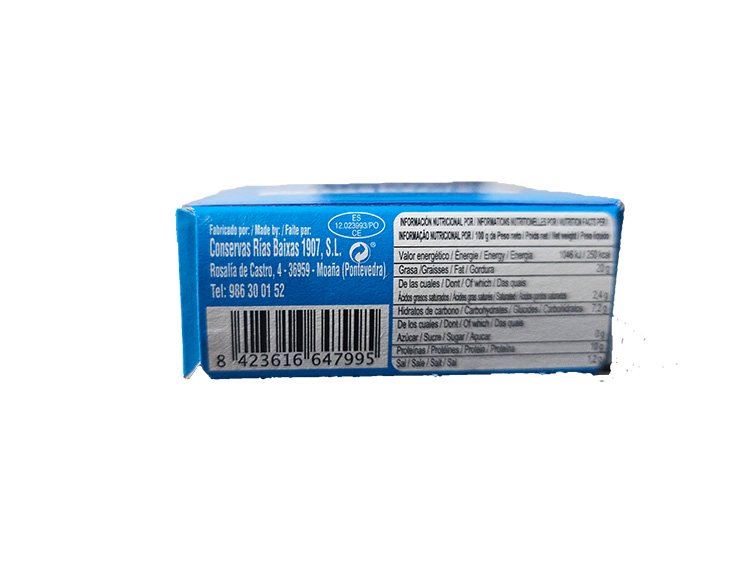 Fabricado por: / Made by: / Faite par:
Conservas Rías Baixas 1907, S.L.
Rosalía de Castro, 4 - 36959 - Moaña (Pontevedra)
Tel: 986 30 01 52
ES
12.023993/PO
CE
8 423616 647995
INFORMACIÓN NUTRICIONAL POR / INFORMATIONS NUTRITIONELLES POR / NUTRITION FACTS PER
INFORMAÇÃO NUTRICIONAL POR / 100 g de Peso neto / Poids net / Net weight / Peso líquido
Valor energético / Énergie / Energy / Energia 1046 kJ / 250 kcal
Grasa /Graisses / Fat / Gordura 20 g
De las cuales / Dont / Of which / Das quais
Ácidos grasos saturados / Acides gras saturés / Saturated / Ácidos gordos saturados 2,4 g
Hidratos de carbono / Carbohydrates / Glucides / Carbohidratos 7,2 g
De los cuales / Dont / Of which / Das quais
Azúcar / Sucre / Sugar / Açucar
Proteínas / Protéines / Protein / Proteina
Sal / Sale / Salt / Sal